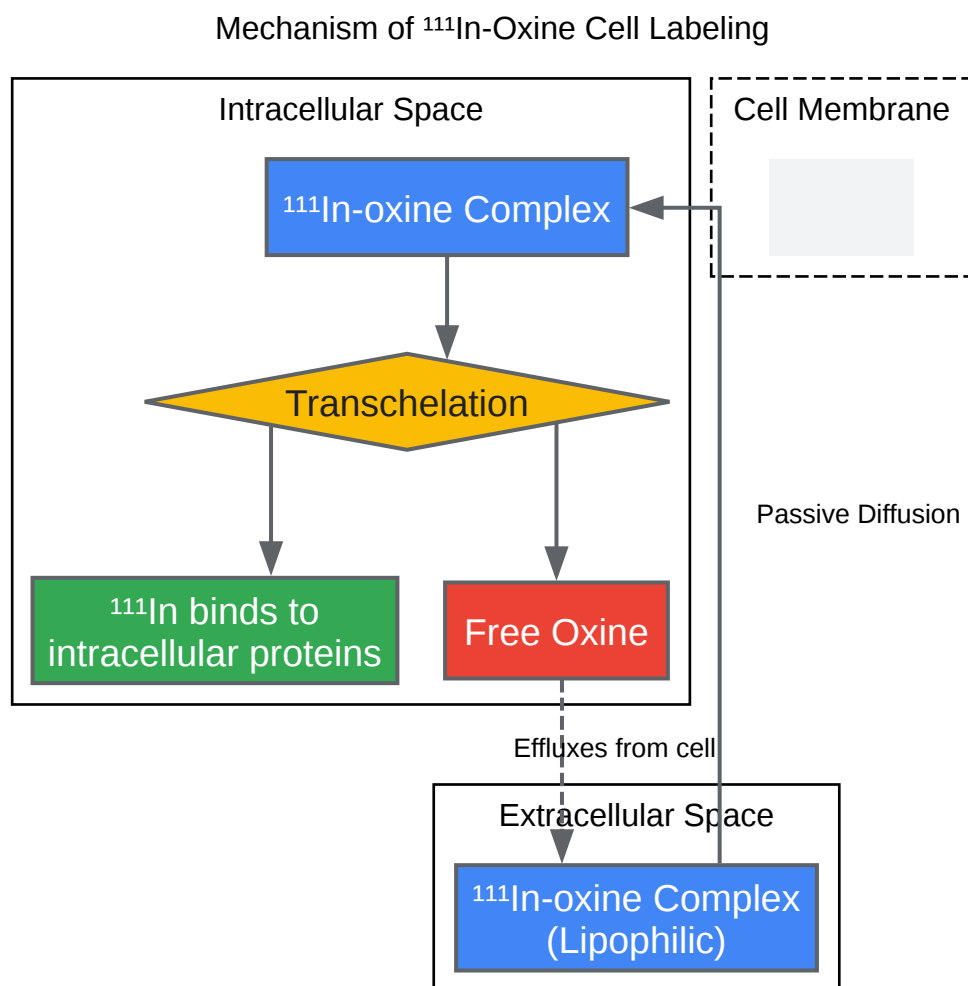 Mechanism of ¹¹¹In-Oxine Cell Labeling
Intracellular Space
Cell Membrane
¹¹¹In-oxine Complex
Transchelation
Passive Diffusion
¹¹¹In binds to
intracellular proteins
Free Oxine
Effluxes from cell
Extracellular Space
¹¹¹In-oxine Complex
(Lipophilic)